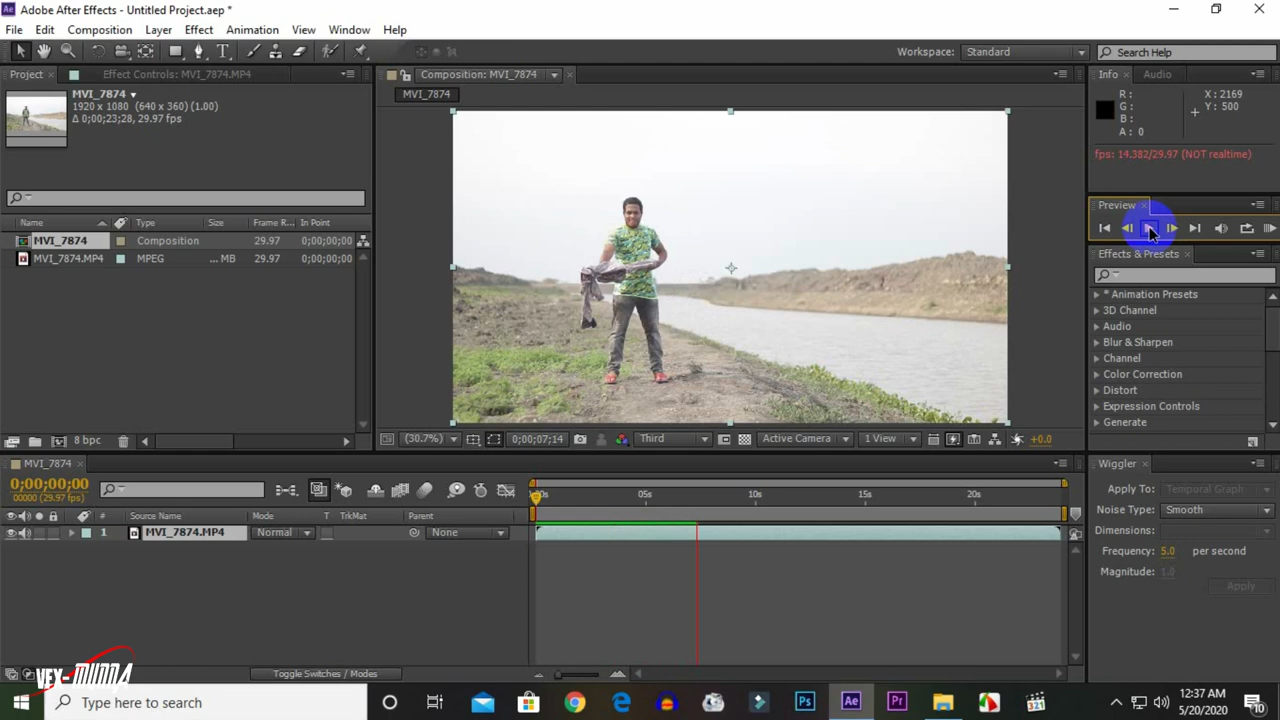 Adobe After Effects - Untitled Project.aep *
File Edit Composition Layer Effect Animation View Window Help
Workspace: Standard Search Help
Project Effect Controls: MVI_7874.MP4
Composition: MVI_7874
Info Audio
MVI_7874
1920 x 1080 (640 x 360) (1.00)
Δ 0;00;23;28, 29.97 fps
MVI_7874
R: X: 2169
G: Y: 500
B:
A: 0
fps: 14.382/29.97 (NOT realtime)
Preview
Effects & Presets
Name Type Size Frame R... In Point
MVI_7874 Composition 29.97 0;00;00;00
MVI_7874.MP4 MPEG ... MB 29.97 0;00;00;00
* Animation Presets
3D Channel
Audio
Blur & Sharpen
Channel
Color Correction
Distort
Expression Controls
Generate
8 bpc
(30.7%) 0;00;07;14 Third Active Camera 1 View +0.0
MVI_7874
0;00;00;00
00000 (29.97 fps)
05s 10s 15s 20s
# Source Name Mode T TrkMat Parent
1 MVI_7874.MP4 Normal None
Wiggler
Apply To: Temporal Graph
Noise Type: Smooth
Dimensions:
Frequency: 5.0 per second
Magnitude: 1.0
Apply
Toggle Switches / Modes
VFX-MUM4
Type here to search
Ps Ae Pr 321
12:37 AM
5/20/2020
10